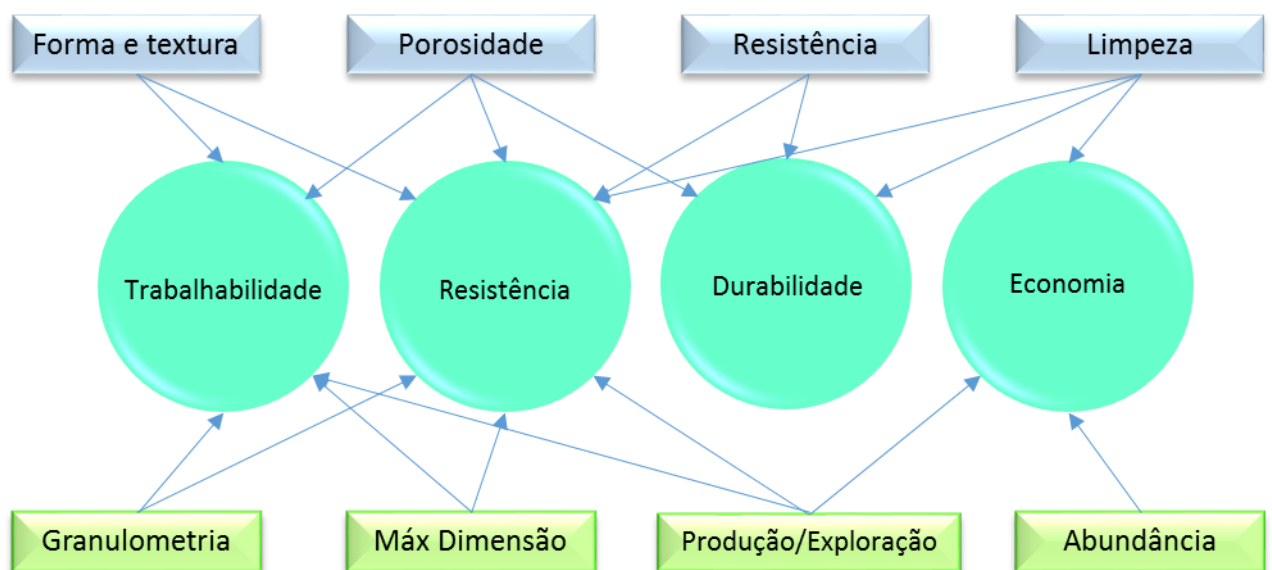 Forma e textura
Porosidade
Resistência
Limpeza
Trabalhabilidade
Resistência
Durabilidade
Economia
Granulometria
Máx Dimensão
Produção/Exploração
Abundância